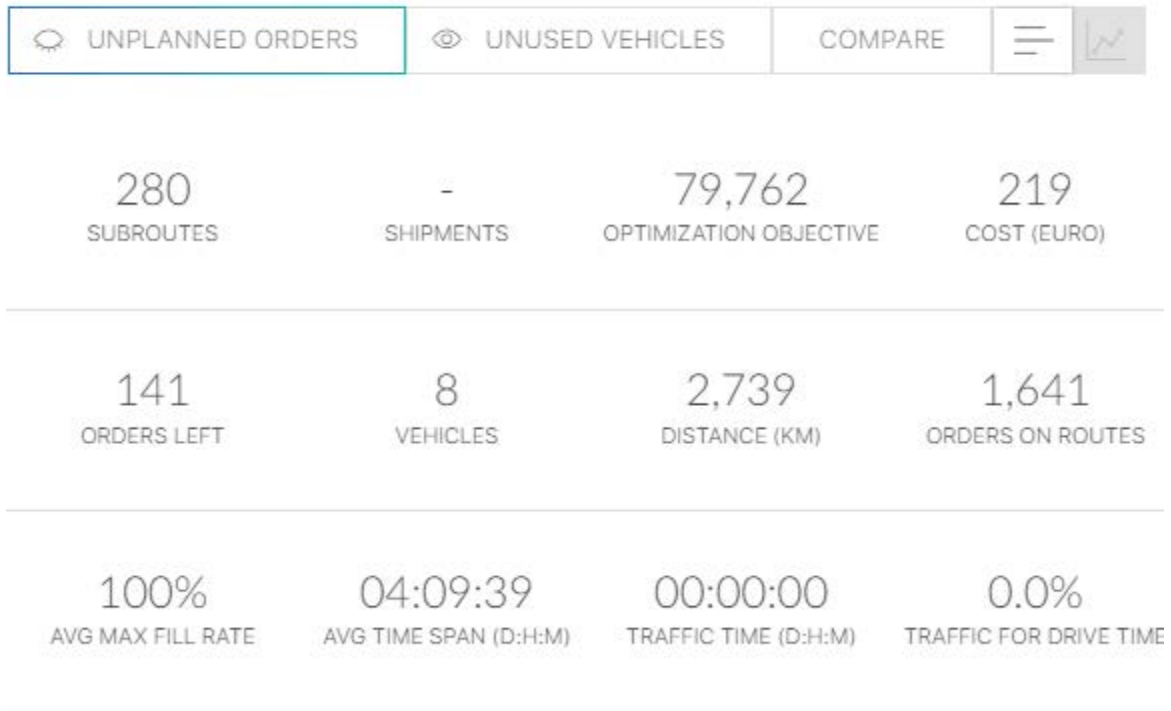 UNPLANNED ORDERS UNUSED VEHICLES COMPARE
280 - 79,762 219
SUBROUTES SHIPMENTS OPTIMIZATION OBJECTIVE COST (EURO)
141 8 2,739 1,641
ORDERS LEFT VEHICLES DISTANCE (KM) ORDERS ON ROUTES
100% 04:09:39 00:00:00 0.0%
AVG MAX FILL RATE AVG TIME SPAN (D:H:M) TRAFFIC TIME (D:H:M) TRAFFIC FOR DRIVE TIME